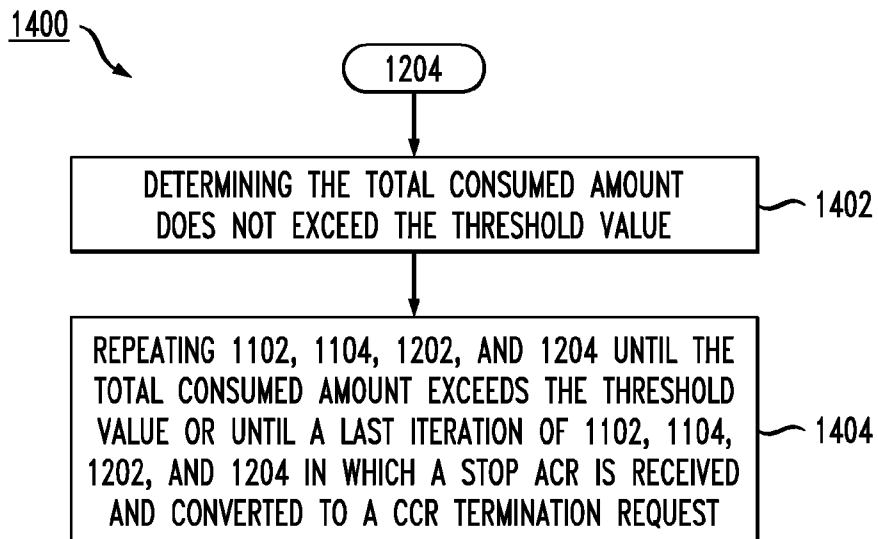 1400
1204
DETERMINING THE TOTAL CONSUMED AMOUNT
DOES NOT EXCEED THE THRESHOLD VALUE
1402
REPEATING 1102, 1104, 1202, AND 1204 UNTIL THE
TOTAL CONSUMED AMOUNT EXCEEDS THE THRESHOLD
VALUE OR UNTIL A LAST ITERATION OF 1102, 1104,
1202, AND 1204 IN WHICH A STOP ACR IS RECEIVED
AND CONVERTED TO A CCR TERMINATION REQUEST
1404